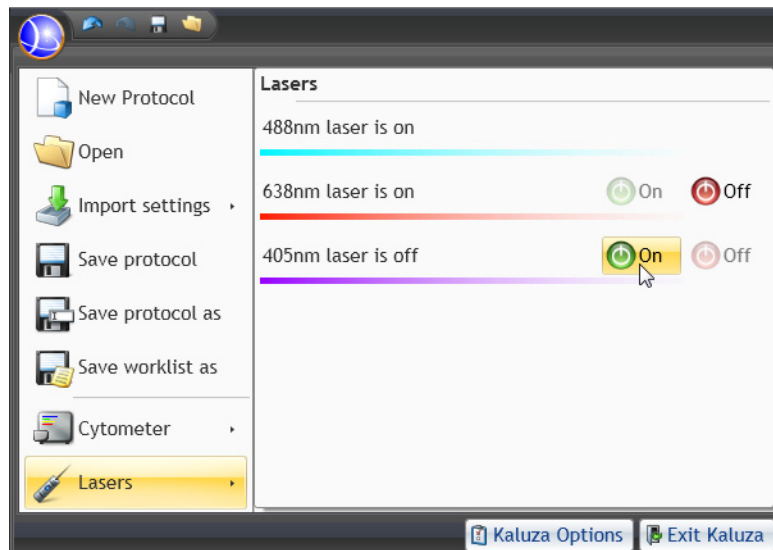 New Protocol
Open
Import settings
Save protocol
Save protocol as
Save worklist as
Cytometer
Lasers
Lasers
488nm laser is on
638nm laser is on On Off
405nm laser is off On Off
Kaluza Options Exit Kaluza